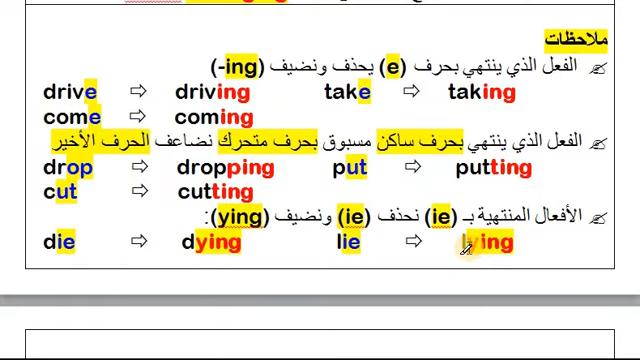 ملاحظات
الفعل الذي ينتهي بحرف (e) يحذف ونضيف (-ing)
drive ⇨ driving take ⇨ taking
come ⇨ coming
الفعل الذي ينتهي بحرف ساكن مسبوق بحرف متحرك نضاعف الحرف الأخير
drop ⇨ dropping put ⇨ putting
cut ⇨ cutting
الأفعال المنتهية بـ (ie) نحذف (ie) ونضيف (ying):
die ⇨ dying lie ⇨ lying